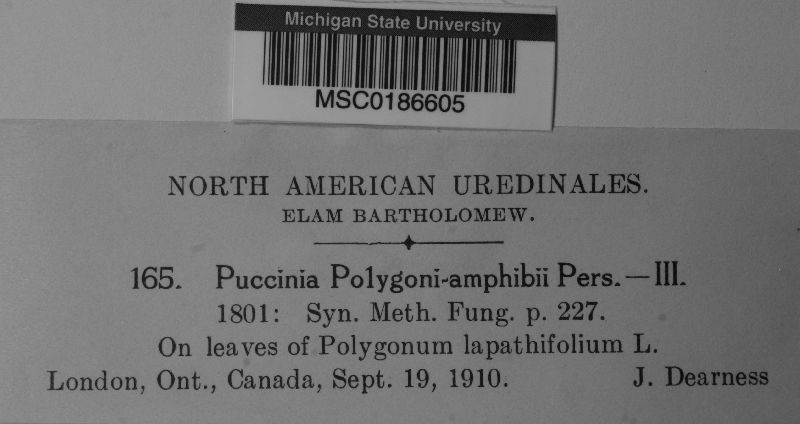 Michigan State University
MSC0186605
NORTH AMERICAN UREDINALES.
ELAM BARTHOLOMEW.
165. Puccinia Polygoni-amphibii Pers.—III.
1801: Syn. Meth. Fung. p. 227.
On leaves of Polygonum lapathifolium L.
London, Ont., Canada, Sept. 19, 1910. J. Dearness